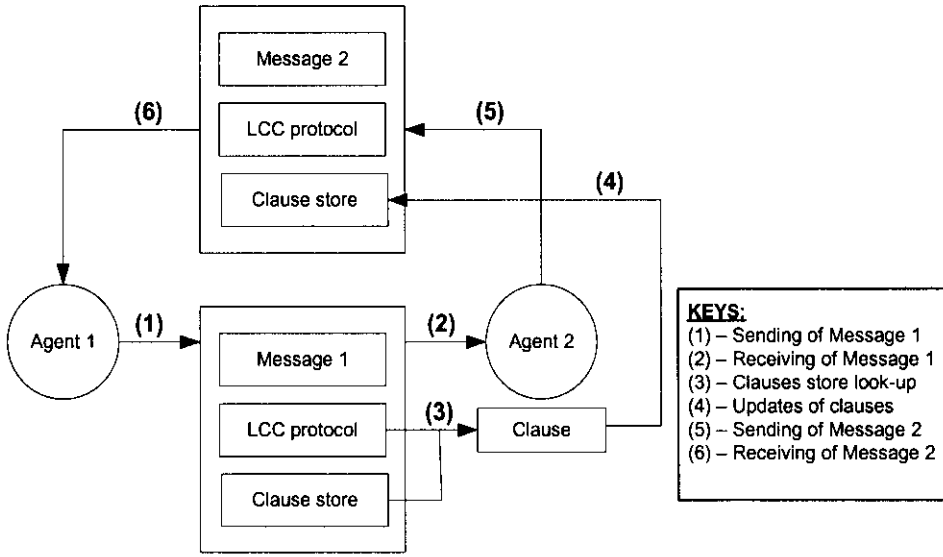 Message 2
(6)
LCC protocol
(5)
(4)
Clause store
Agent 1
(1)
Message 1
(2)
Agent 2
LCC protocol
(3)
Clause
Clause store
KEYS:
(1) – Sending of Message 1
(2) – Receiving of Message 1
(3) – Clauses store look-up
(4) – Updates of clauses
(5) – Sending of Message 2
(6) – Receiving of Message 2